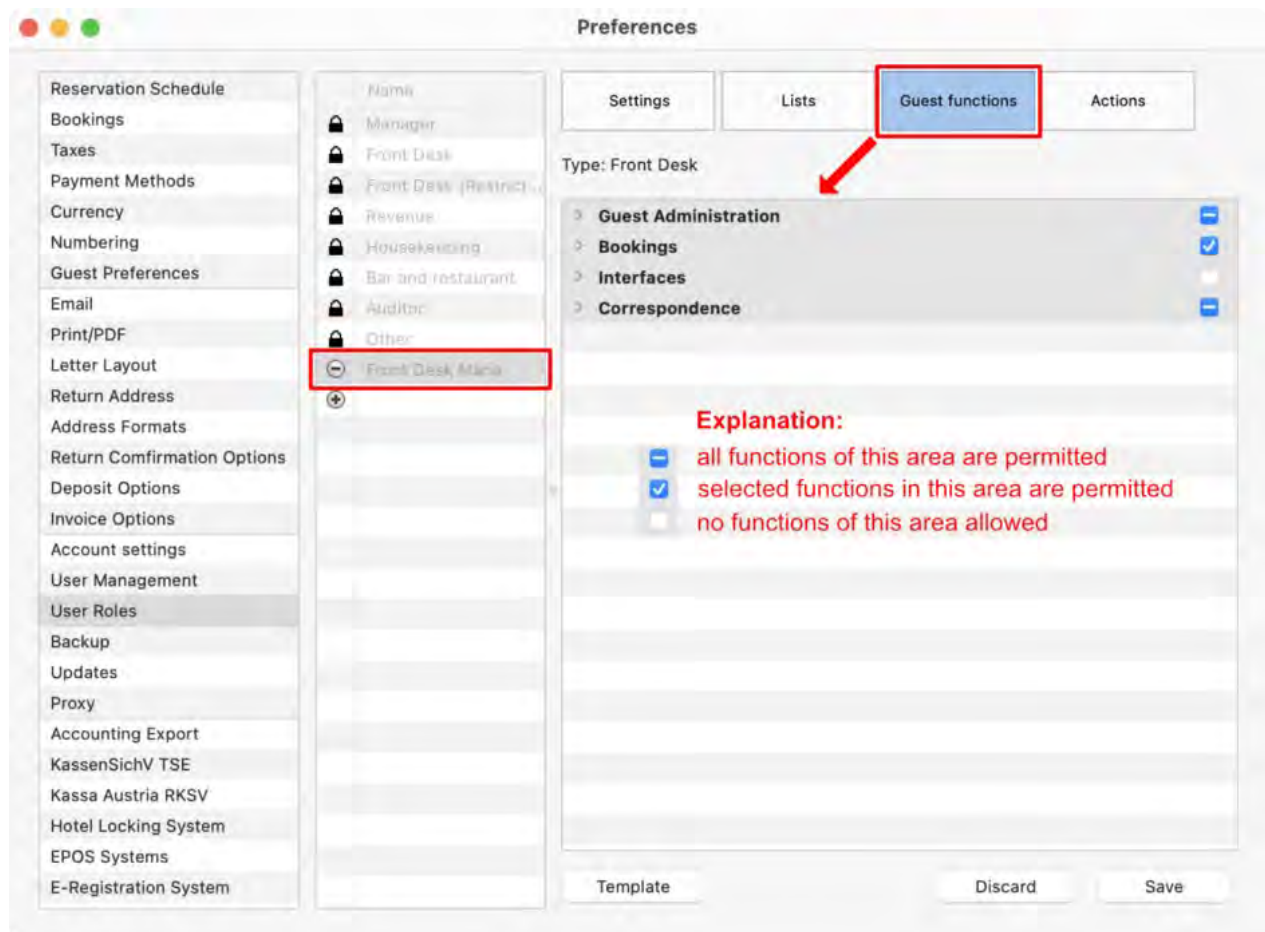 Preferences
Reservation Schedule
Bookings
Taxes
Payment Methods
Currency
Numbering
Guest Preferences
Email
Print/PDF
Letter Layout
Return Address
Address Formats
Return Comfirmation Options
Deposit Options
Invoice Options
Account settings
User Management
User Roles
Backup
Updates
Proxy
Accounting Export
KassenSichV TSE
Kassa Austria RKSV
Hotel Locking System
EPOS Systems
E-Registration System
Name
Manager
Front Desk
Front Desk (Restrict...
Revenue
Housekeeping
Bar and restaurant
Auditor
Other
Front Desk Maria
Settings
Lists
Guest functions
Actions
Type: Front Desk
Guest Administration
Bookings
Interfaces
Correspondence
Explanation:
all functions of this area are permitted
selected functions in this area are permitted
no functions of this area allowed
Template
Discard
Save